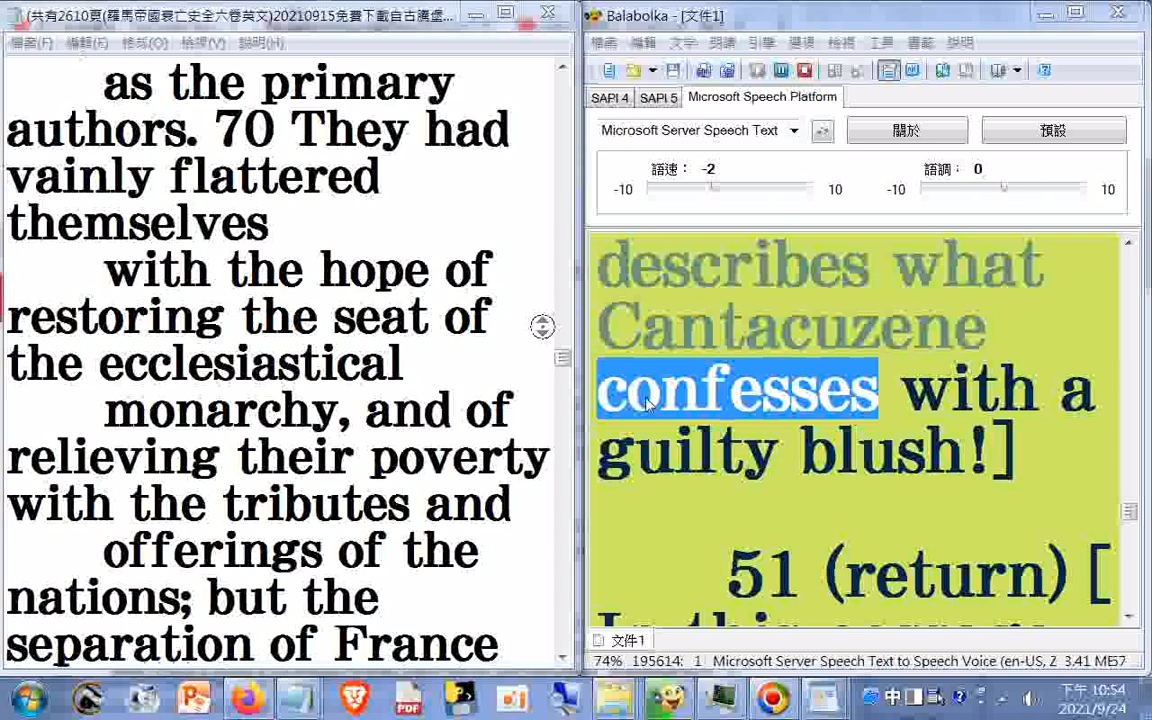 (共有2610頁(羅馬帝國衰亡史全六卷英文)20210915免費下載自古騰堡...
檔案(F) 編輯(E) 格式(O) 檢視(V) 說明(H)
as the primary
authors. 70 They had
vainly flattered
themselves
with the hope of
restoring the seat of
the ecclesiastical
monarchy, and of
relieving their poverty
with the tributes and
offerings of the
nations; but the
separation of France
Balabolka - [文件1]
檔案 編輯 文字 朗讀 引擎 選項 檢視 工具 書籤 說明
SAPI 4 SAPI 5 Microsoft Speech Platform
Microsoft Server Speech Text 關於 預設
語速: -2 語調: 0
-10 10 -10 10
describes what
Cantacuzene
confesses with a
guilty blush!]
51 (return) [
文件1
74% 195614: 1 Microsoft Server Speech Text to Speech Voice (en-US, Z 3.41 МБ57
中
下午 10:54
2021/9/24